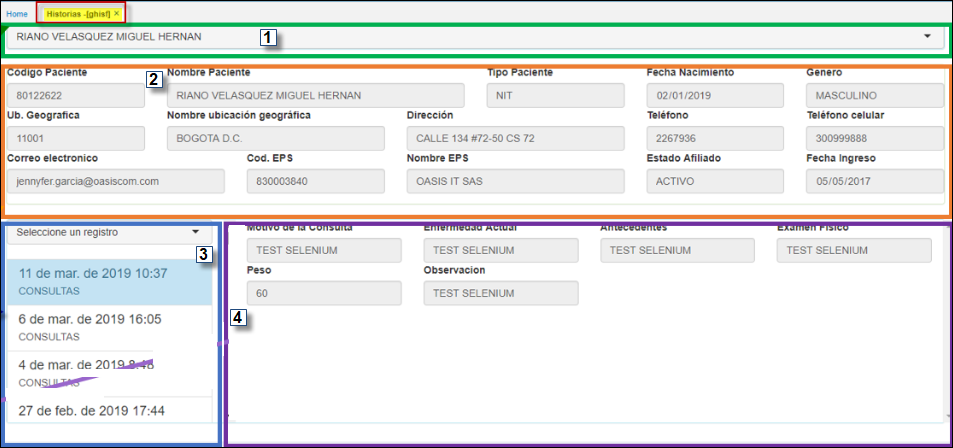 Home Historias -[ghisf] ×
RIANO VELASQUEZ MIGUEL HERNAN
1
2
Código Paciente Nombre Paciente Tipo Paciente Fecha Nacimiento Genero
80122622 RIANO VELASQUEZ MIGUEL HERNAN NIT 02/01/2019 MASCULINO
Ub. Geografica Nombre ubicación geográfica Dirección Teléfono Teléfono celular
11001 BOGOTA D.C. CALLE 134 #72-50 CS 72 2267936 300999888
Correo electronico Cod. EPS Nombre EPS Estado Afiliado Fecha Ingreso
jennyfer.garcia@oasiscom.com 830003840 OASIS IT SAS ACTIVO 05/05/2017
Seleccione un registro
3
11 de mar. de 2019 10:37
CONSULTAS
6 de mar. de 2019 16:05
CONSULTAS
4 de mar. de 2019 8:48
CONSULTAS
27 de feb. de 2019 17:44
Motivo de la Consulta Enfermedad Actual Antecedentes Examen Fisico
TEST SELENIUM TEST SELENIUM TEST SELENIUM TEST SELENIUM
Peso Observacion
60 TEST SELENIUM
4